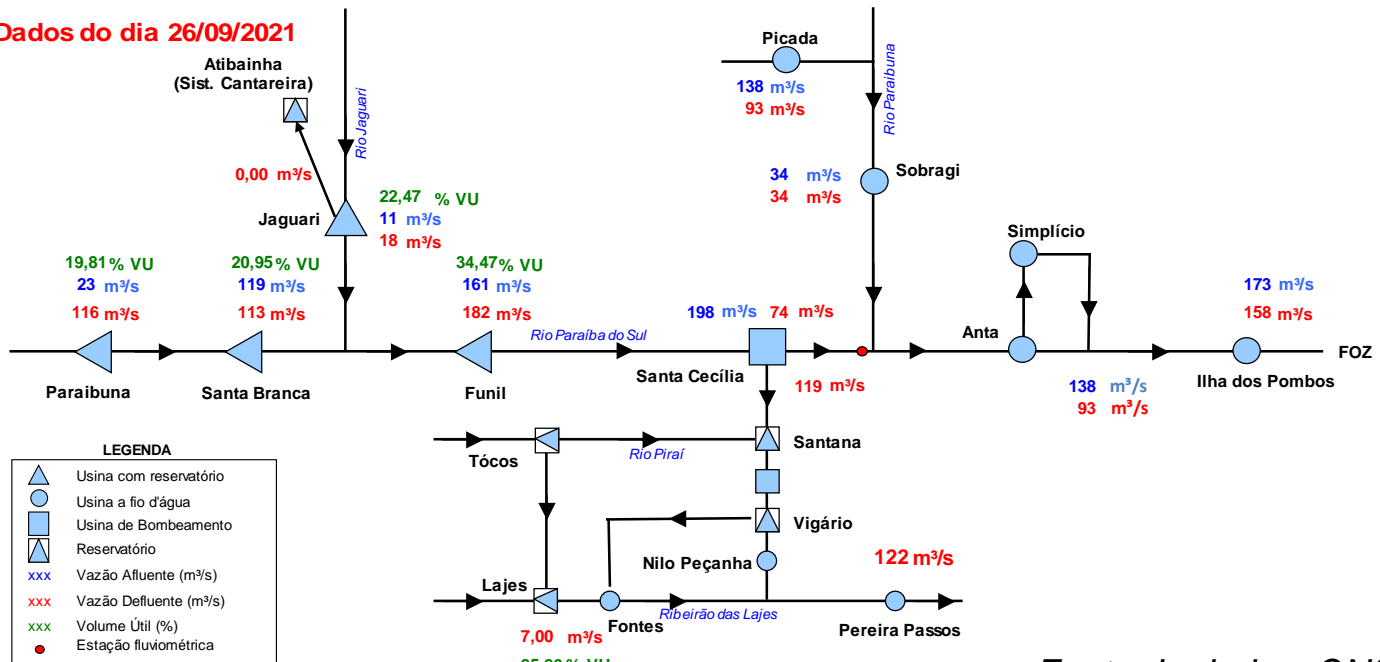 Dados do dia 26/09/2021
Atibainha
(Sist. Cantareira)
Rio Jaguari
0,00 m³/s
Jaguari
22,47 % VU
11 m³/s
18 m³/s
Picada
138 m³/s
93 m³/s
Rio Paraibuna
34 m³/s
34 m³/s
Sobragi
Simplício
19,81% VU
23 m³/s
116 m³/s
Paraibuna
20,95% VU
119 m³/s
113 m³/s
Santa Branca
34,47% VU
161 m³/s
182 m³/s
Funil
Rio Paraíba do Sul
198 m³/s 74 m³/s
Santa Cecília
119 m³/s
Anta
138 m³/s
93 m³/s
173 m³/s
158 m³/s
Ilha dos Pombos
FOZ
Tócos
Rio Piraí
Santana
Vigário
Nilo Peçanha
122 m³/s
Lajes
Fontes
Ribeirão das Lajes
Pereira Passos
7,00 m³/s
LEGENDA
Usina com reservatório
Usina a fio d'água
Usina de Bombeamento
Reservatório
xxx Vazão Afluente (m³/s)
xxx Vazão Defluente (m³/s)
xxx Volume Útil (%)
Estação fluviométrica